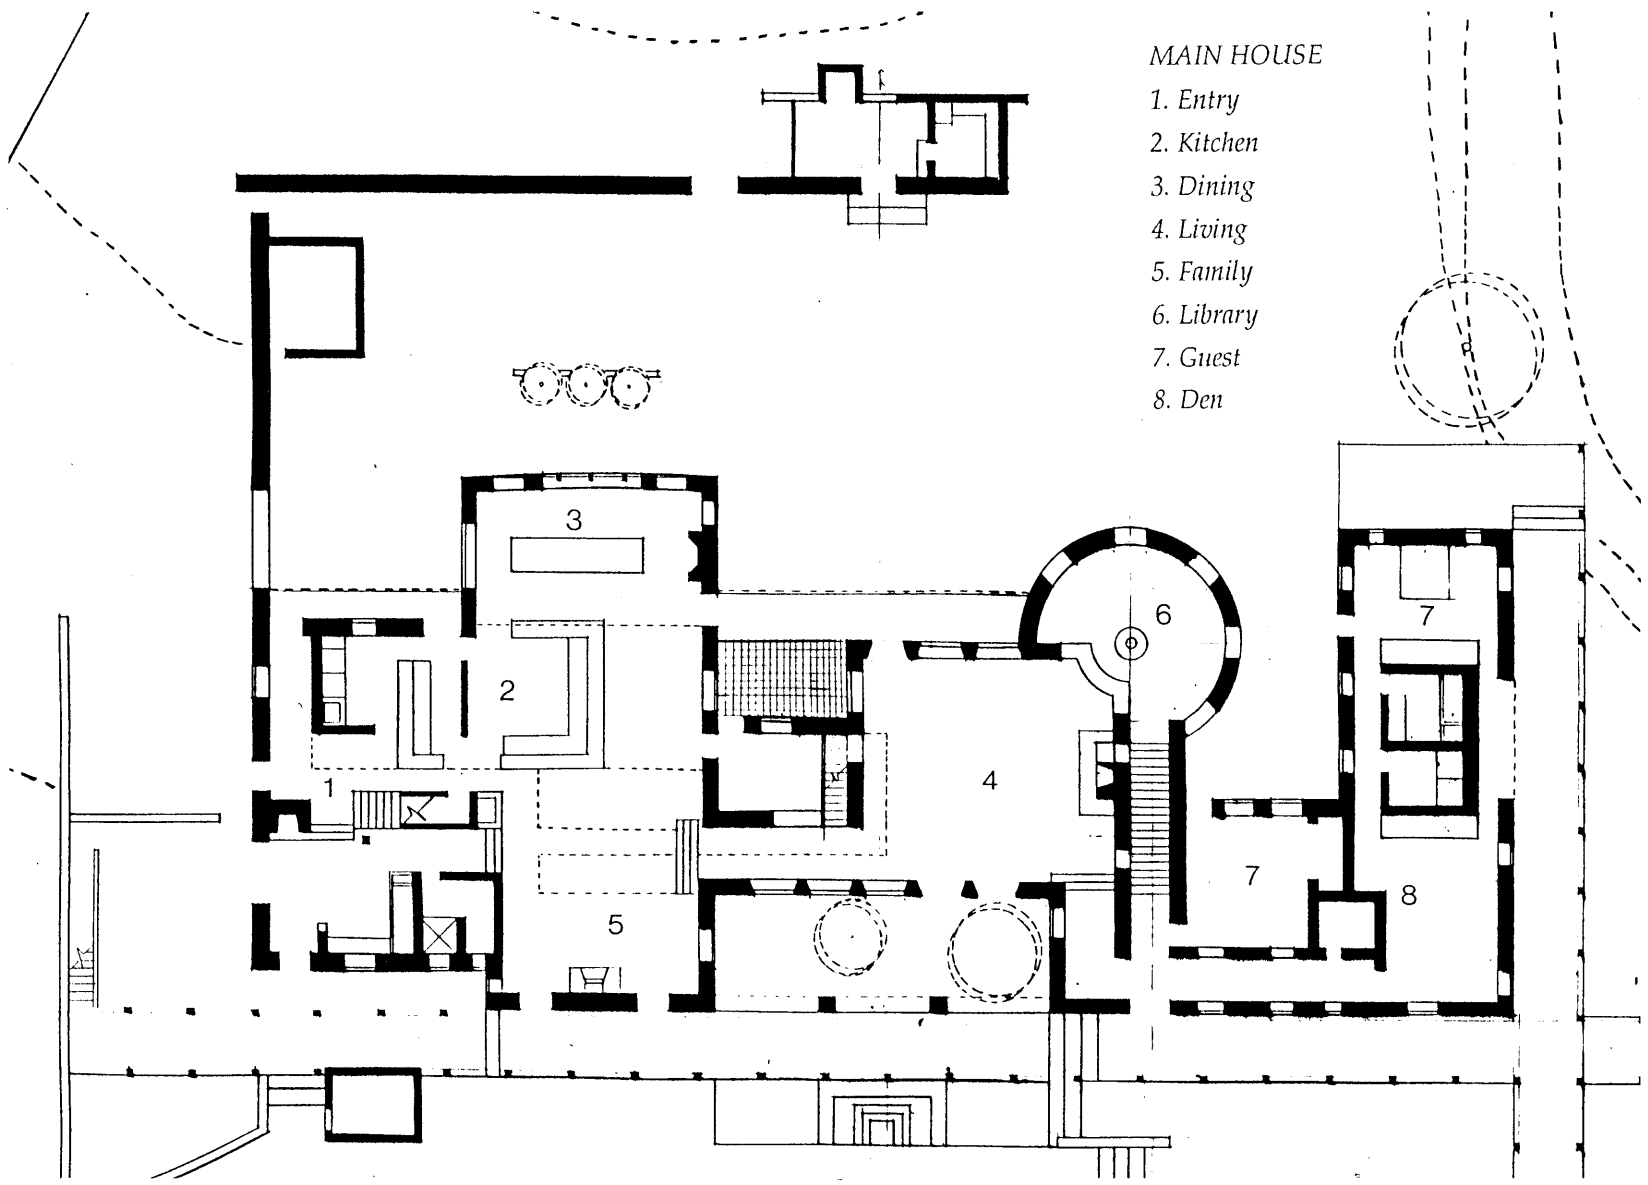 MAIN HOUSE
1. Entry
2. Kitchen
3. Dining
4. Living
5. Family
6. Library
7. Guest
8. Den
3
6
7
2
4
1
7
8
5